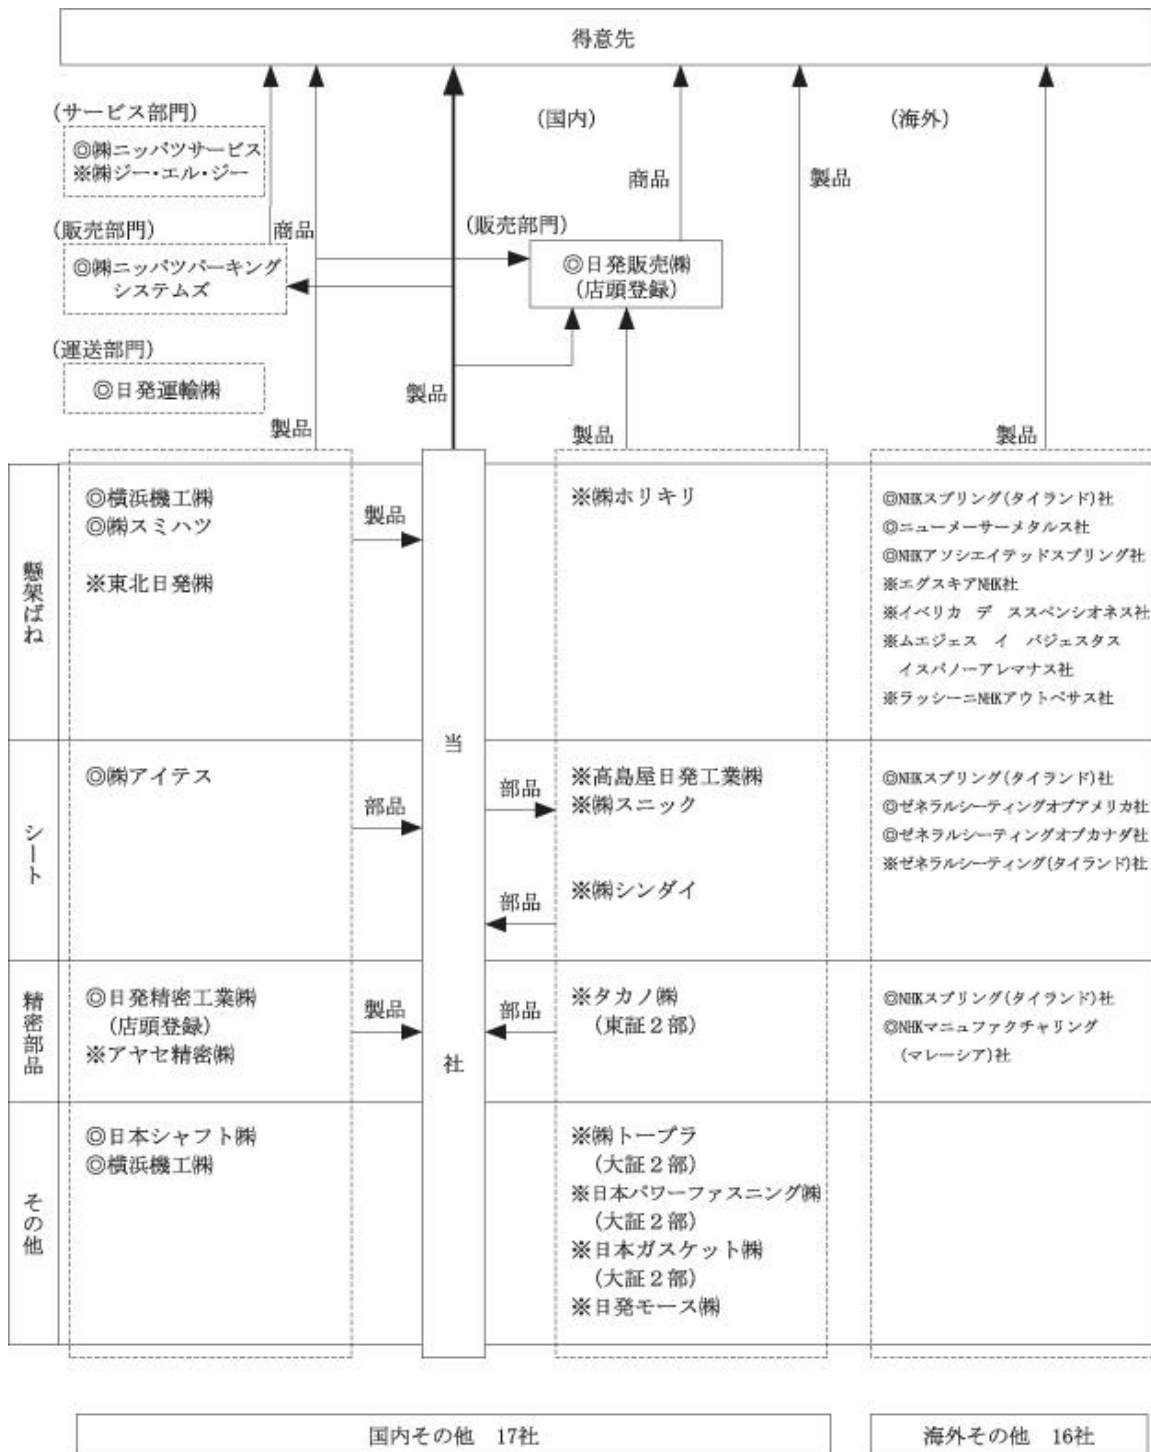 得意先
(サービス部門)
◎㈱ニッパツサービス
※㈱ジー・エル・ジー
(国内)
(海外)
商品
製品
(販売部門)
商品
(販売部門)
◎㈱ニッパツパーキング
システムズ
◎日発販売㈱
(店頭登録)
(運送部門)
◎日発運輸㈱
製品
製品
製品
製品
懸架ばね
◎横浜機工㈱
◎㈱スミハツ
※東北日発㈱
製品
※㈱ホリキリ
◎NHKスプリング(タイランド)社
◎ニューメーサーメタルス社
◎NHKアソシエイテッドスプリング社
※エグスキアNHK社
※イベリカ デ ススペンシオネス社
※ムエジェス イ バジェスタス
イスパノーアレマナス社
※ラッシーニNHKアウトペサス社
当社
シート
◎㈱アイテス
部品
部品
※高島屋日発工業㈱
※㈱スニック
部品
※㈱シンダイ
◎NHKスプリング(タイランド)社
◎ゼネラルシーティングオブアメリカ社
◎ゼネラルシーティングオブカナダ社
※ゼネラルシーティング(タイランド)社
精密部品
◎日発精密工業㈱
(店頭登録)
※アヤセ精密㈱
製品
部品
※タカノ㈱
(東証2部)
◎NHKスプリング(タイランド)社
◎NHKマニュファクチャリング
(マレーシア)社
その他
◎日本シャフト㈱
◎横浜機工㈱
※㈱トープラ
(大証2部)
※日本パワーファスニング㈱
(大証2部)
※日本ガスケット㈱
(大証2部)
※日発モース㈱
国内その他 17社
海外その他 16社